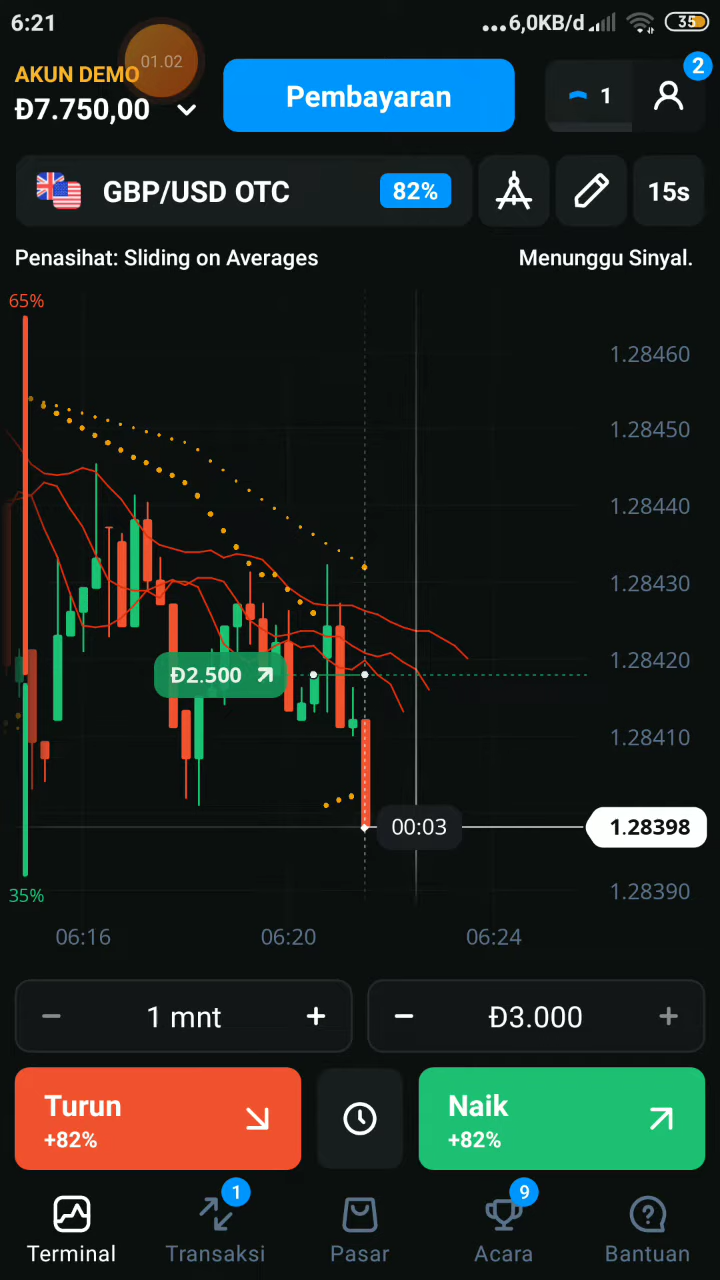 6:21
...6,0KB/d
35
01.02
AKUN DEMO
Đ7.750,00
Pembayaran
1
2
GBP/USD OTC
82%
15s
Penasihat: Sliding on Averages
Menunggu Sinyal.
65%
1.28460
1.28450
1.28440
1.28430
1.28420
Đ2.500
1.28410
00:03
1.28398
1.28390
35%
06:16
06:20
06:24
− 1 mnt +
− Đ3.000 +
Turun
+82%
Naik
+82%
1
9
Terminal
Transaksi
Pasar
Acara
Bantuan